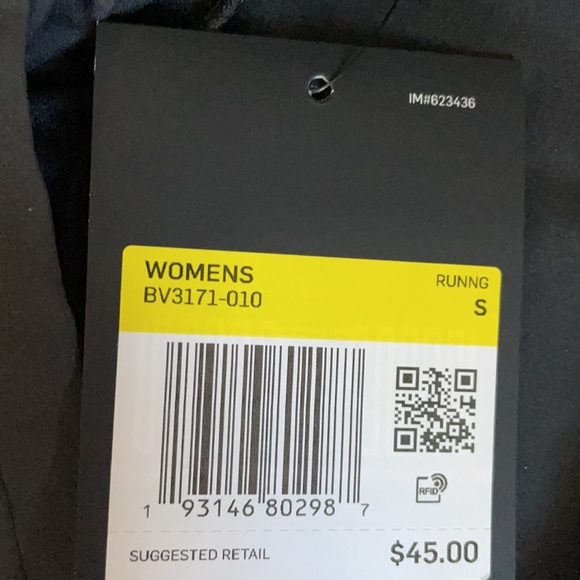 IM#623436
WOMENS
RUNNG
BV3171-010
S
1 93146 80298 7
RFID
SUGGESTED RETAIL
$45.00